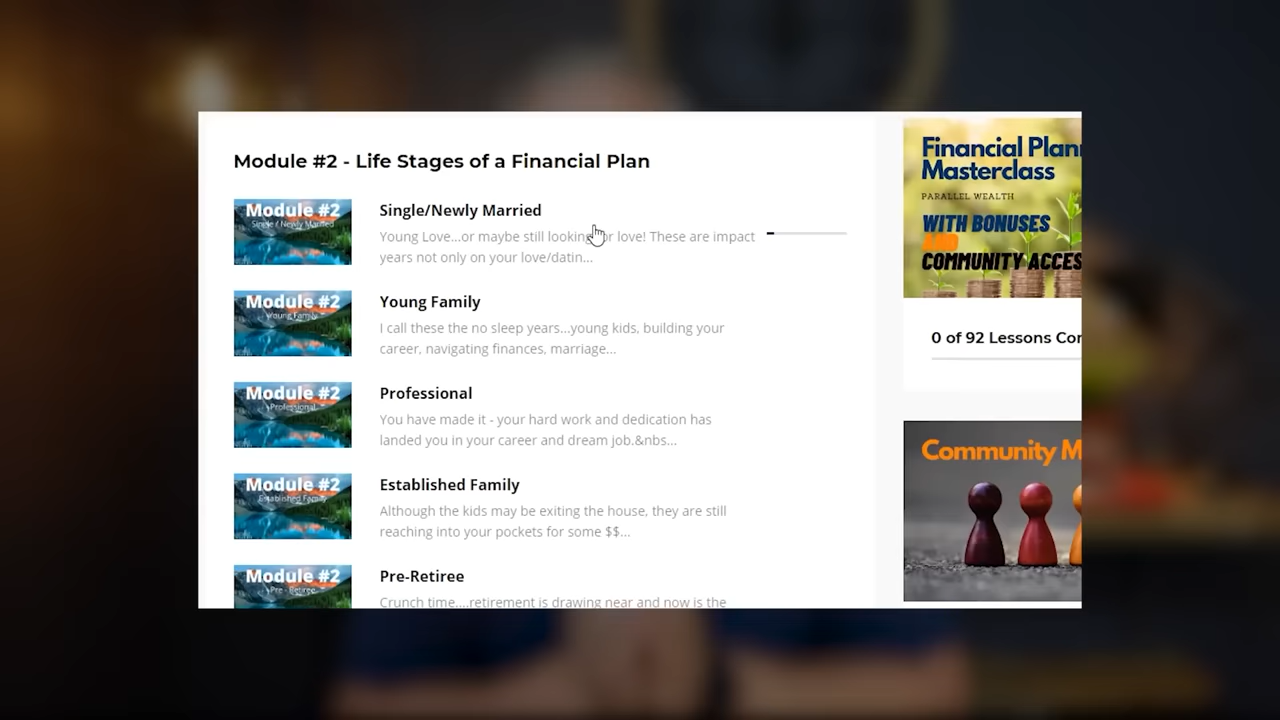 Module #2 - Life Stages of a Financial Plan
Module #2
Single / Newly Married
Single/Newly Married
Young Love...or maybe still looking or love! These are impact
years not only on your love/datin...
Module #2
Young Family
Young Family
I call these the no sleep years...young kids, building your
career, navigating finances, marriage...
Module #2
Professional
Professional
You have made it - your hard work and dedication has
landed you in your career and dream job.&nbs...
Module #2
Established Family
Established Family
Although the kids may be exiting the house, they are still
reaching into your pockets for some $$...
Module #2
Pre - Retiree
Pre-Retiree
Crunch time....retirement is drawing near and now is the
Financial Plan
Masterclass
PARALLEL WEALTH
WITH BONUSES
AND
COMMUNITY ACCES
0 of 92 Lessons Co
Community M